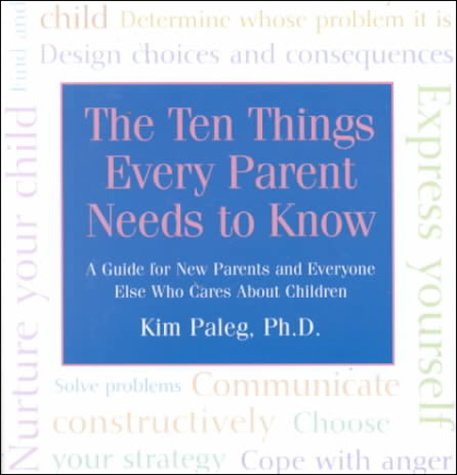 child Determine whose problem it is
Design choices and consequences
Find and
Nurture your child
Express yourself
The Ten Things
Every Parent
Needs to Know
A Guide for New Parents and Everyone
Else Who Cares About Children
Kim Paleg, Ph.D.
Solve problems Communicate
constructively Choose
your strategy Cope with anger